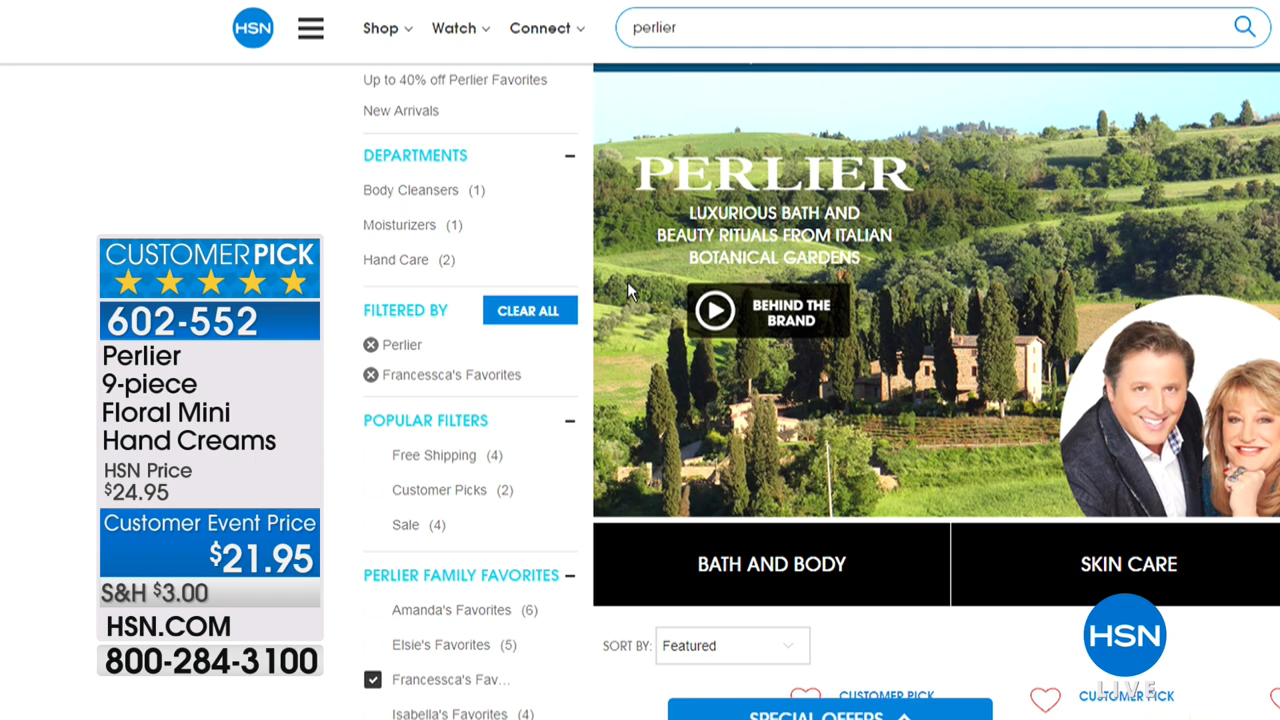 HSN
Shop
Watch
Connect
perlier
Up to 40% off Perlier Favorites
New Arrivals
DEPARTMENTS
Body Cleansers (1)
Moisturizers (1)
Hand Care (2)
FILTERED BY
CLEAR ALL
Perlier
Francessca's Favorites
POPULAR FILTERS
Free Shipping (4)
Customer Picks (2)
Sale (4)
PERLIER FAMILY FAVORITES
Amanda's Favorites (6)
Elsie's Favorites (5)
Francessca's Fav...
Isabella's Favorites (4)
CUSTOMER PICK
602-552
Perlier
9-piece
Floral Mini
Hand Creams
HSN Price
$24.95
Customer Event Price
$21.95
S&H $3.00
HSN.COM
800-284-3100
PERLIER
LUXURIOUS BATH AND
BEAUTY RITUALS FROM ITALIAN
BOTANICAL GARDENS
BEHIND THE
BRAND
BATH AND BODY
SKIN CARE
SORT BY: Featured
CUSTOMER PICK
CUSTOMER PICK
SPECIAL OFFERS
HSN
LIVE